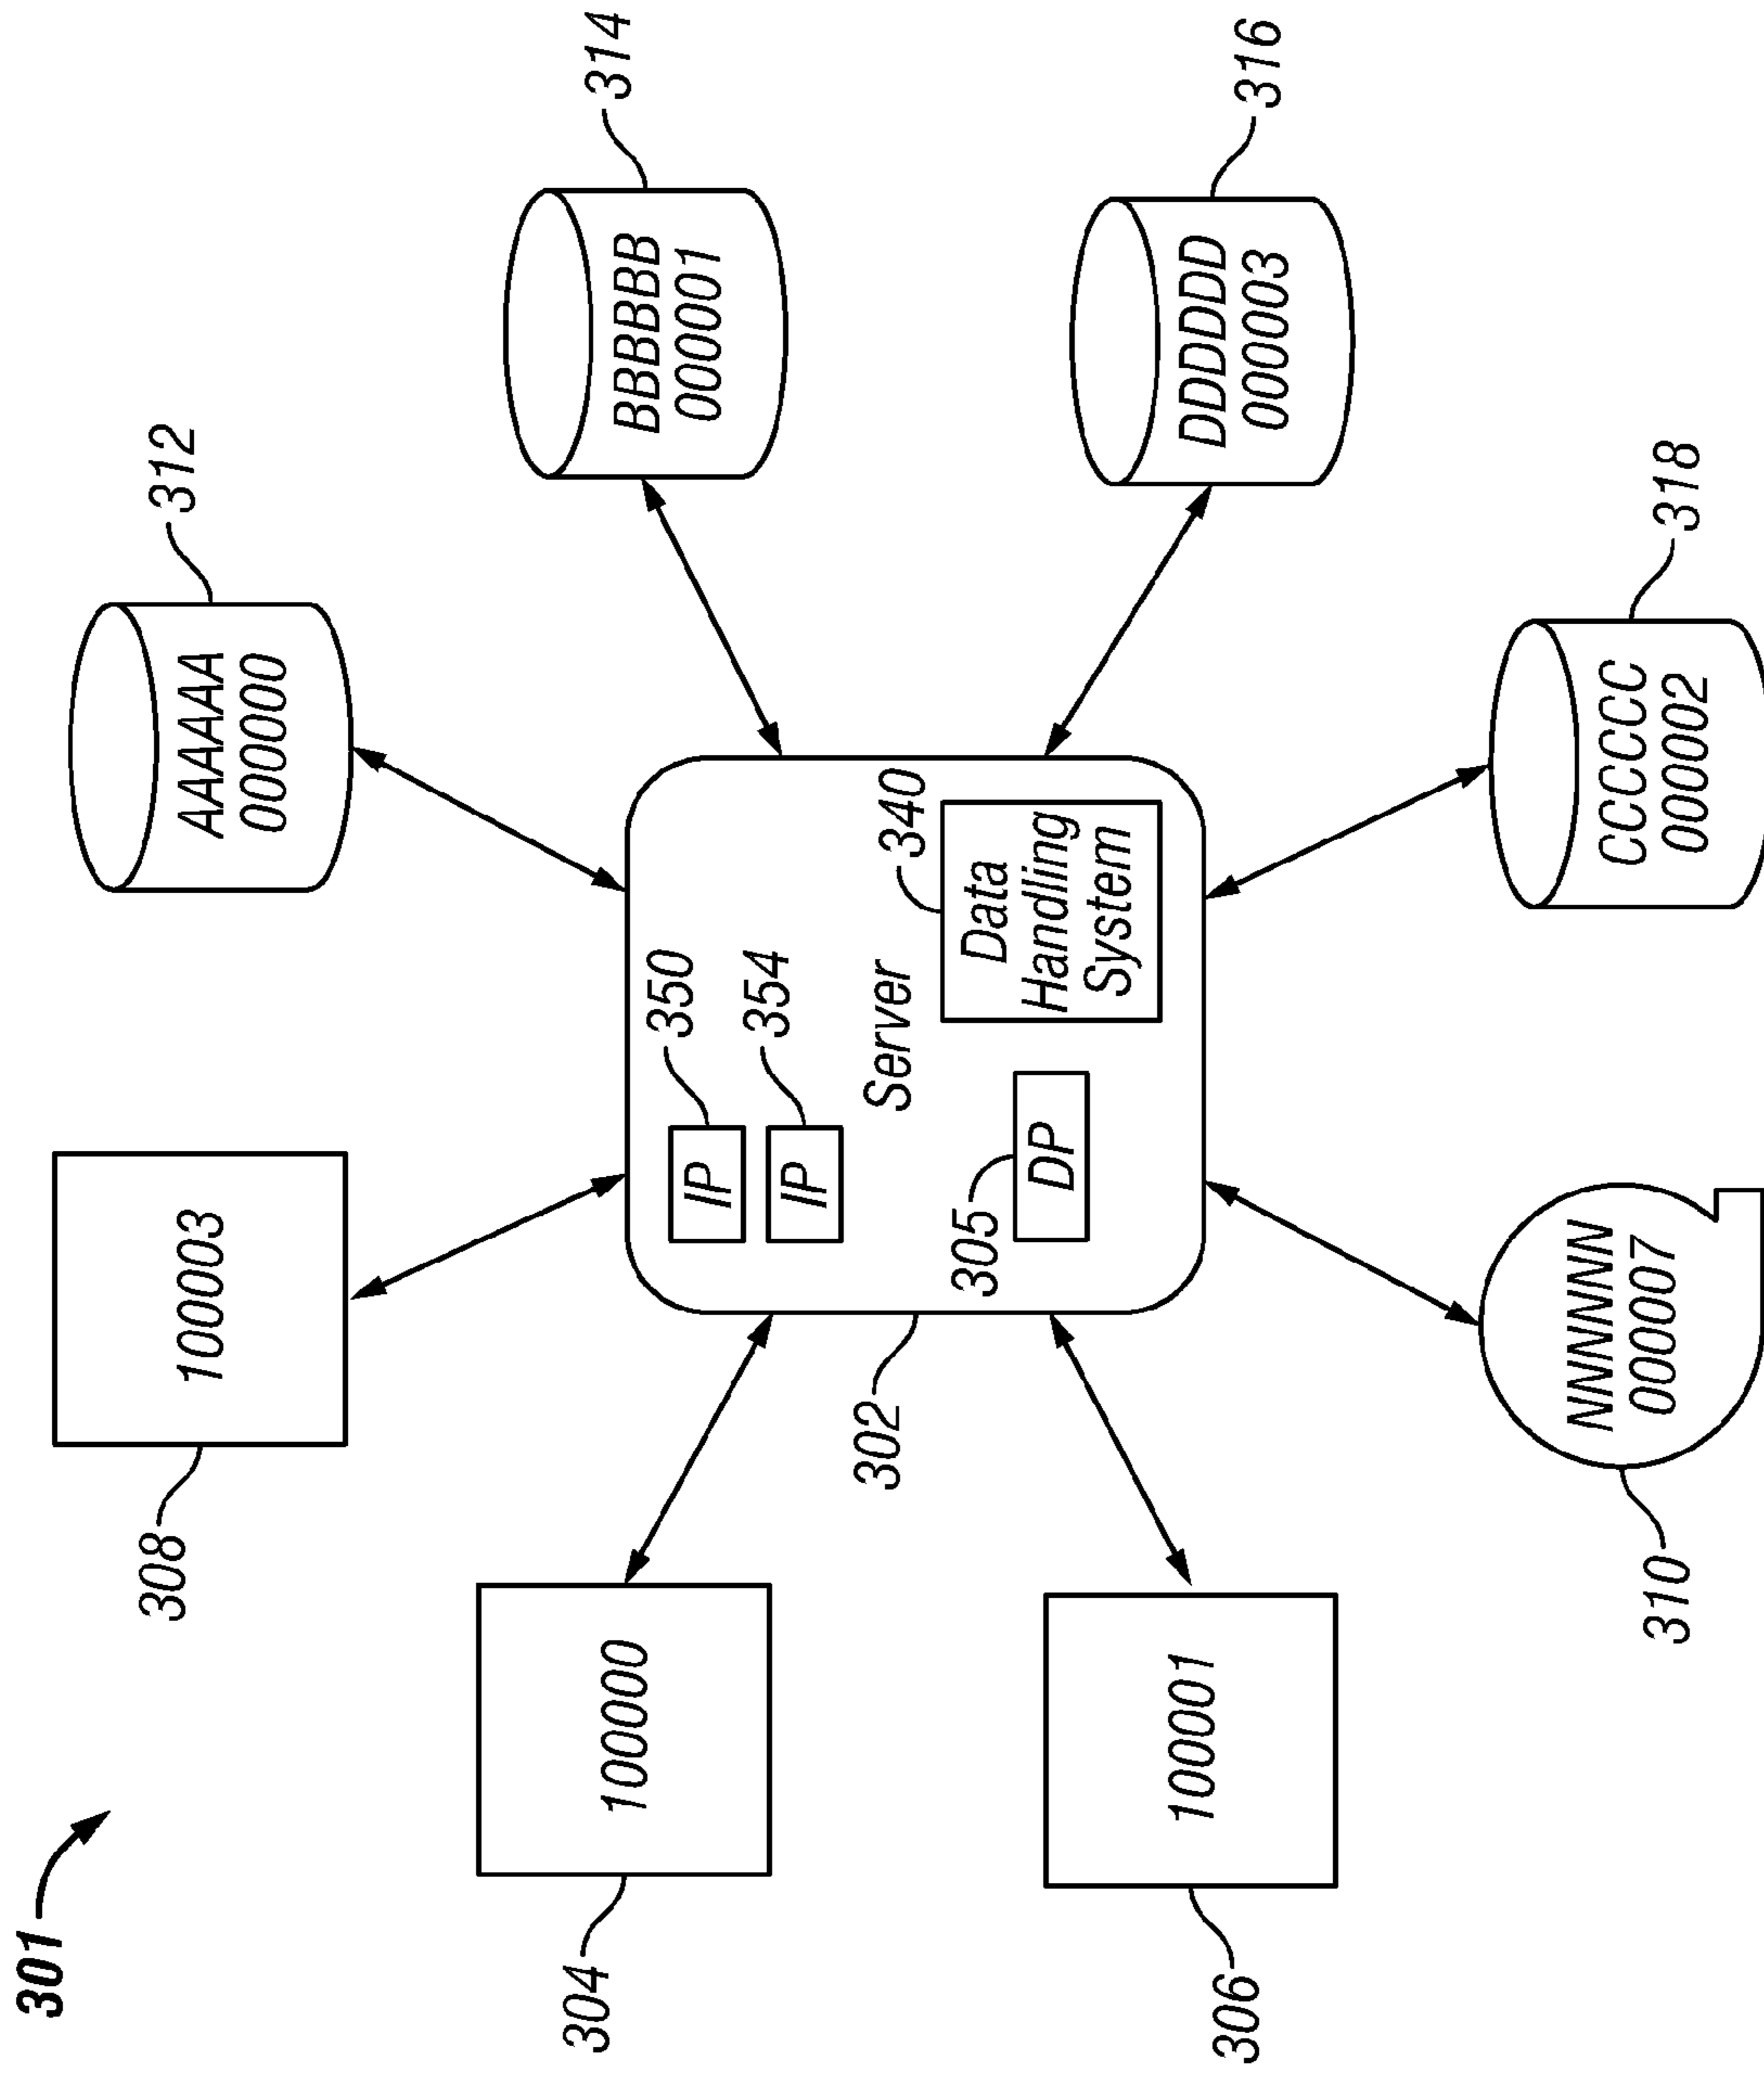 301
308
100003
312
AAAAAA
000000
304
100000
350
IP
354
IP
314
BBBBBB
000001
302
Server
340
305
DP
Data
Handling
System
306
100001
316
DDDDDD
000003
310
NNNNNN
000007
318
CCCCCC
000002